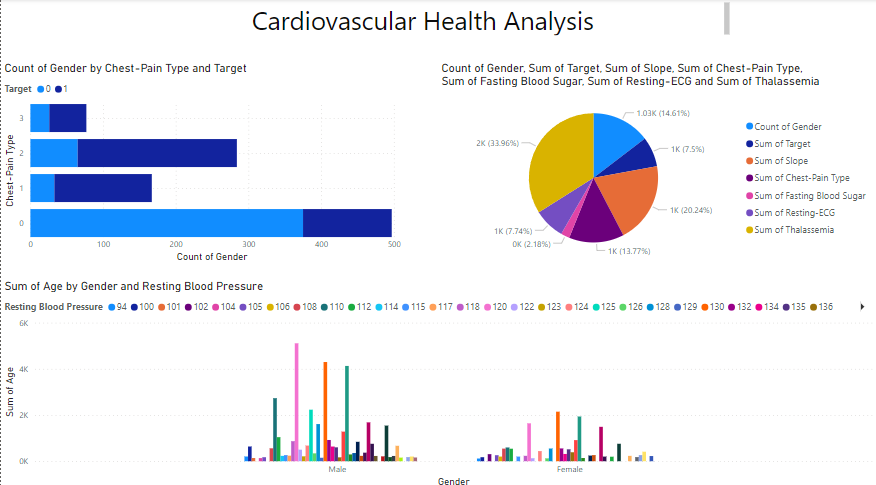 Cardiovascular Health Analysis
Count of Gender by Chest-Pain Type and Target
Target 0 1
Chest-Pain Type
3
2
1
0
0 100 200 300 400 500
Count of Gender
Count of Gender, Sum of Target, Sum of Slope, Sum of Chest-Pain Type,
Sum of Fasting Blood Sugar, Sum of Resting-ECG and Sum of Thalassemia
1.03K (14.61%)
1K (7.5%)
1K (20.24%)
1K (13.77%)
0K (2.18%)
1K (7.74%)
2K (33.96%)
Count of Gender
Sum of Target
Sum of Slope
Sum of Chest-Pain Type
Sum of Fasting Blood Sugar
Sum of Resting-ECG
Sum of Thalassemia
Sum of Age by Gender and Resting Blood Pressure
Resting Blood Pressure 94 100 101 102 104 105 106 108 110 112 114 115 117 118 120 122 123 124 125 126 128 129 130 132 134 135 136
Sum of Age
6K
4K
2K
0K
Male Female
Gender